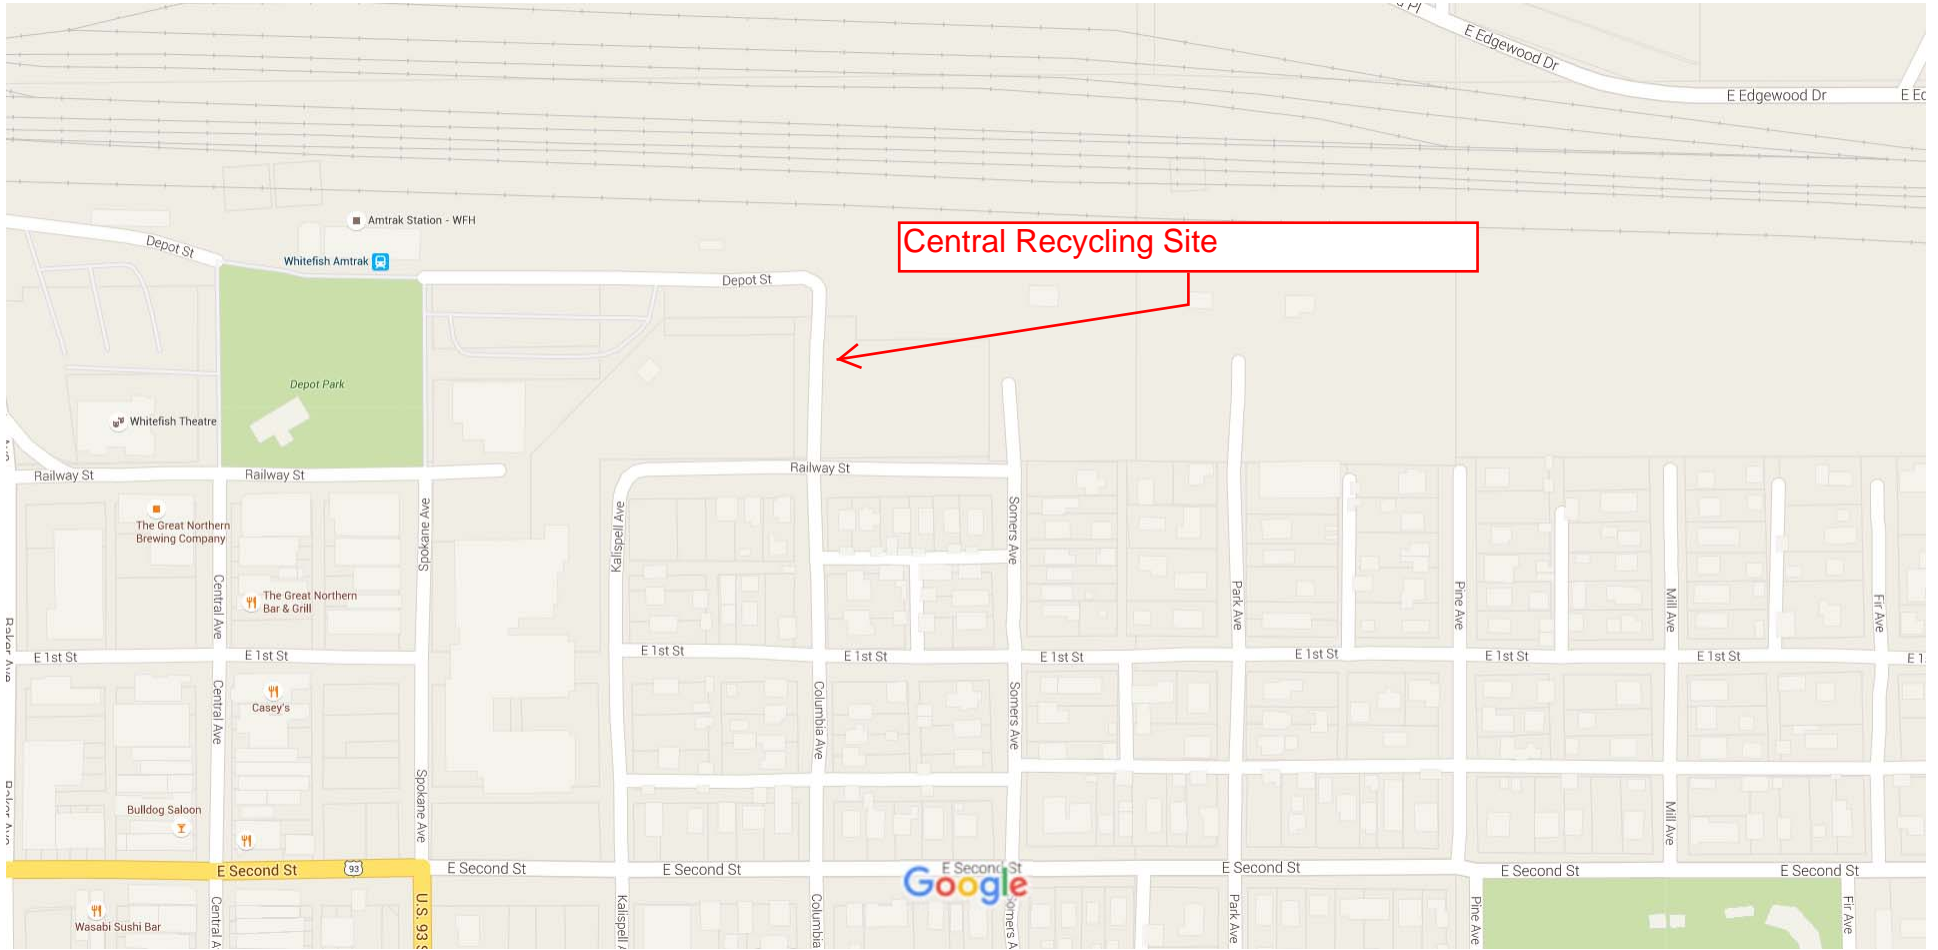 E Edgewood Dr
E Edgewood Dr
Amtrak Station - WFH
Depot St
Whitefish Amtrak
Central Recycling Site
Depot St
Depot Park
Whitefish Theatre
Railway St
Railway St
Railway St
The Great Northern
Brewing Company
Spokane Ave
Kalispell Ave
Somers Ave
Central Ave
The Great Northern
Bar & Grill
Park Ave
Pine Ave
Mill Ave
Fir Ave
E 1st St
E 1st St
E 1st St
E 1st St
E 1st St
E 1st St
E 1st St
E 1st St
Central Ave
Casey's
Columbia Ave
Somers Ave
Spokane Ave
Bulldog Saloon
Mill Ave
E Second St
93
E Second St
E Second St
E Second St
E Second St
E Second St
E Second St
Google
Wasabi Sushi Bar
U.S. 93 S
Columbia
Park Ave
Pine Ave
Fir Ave